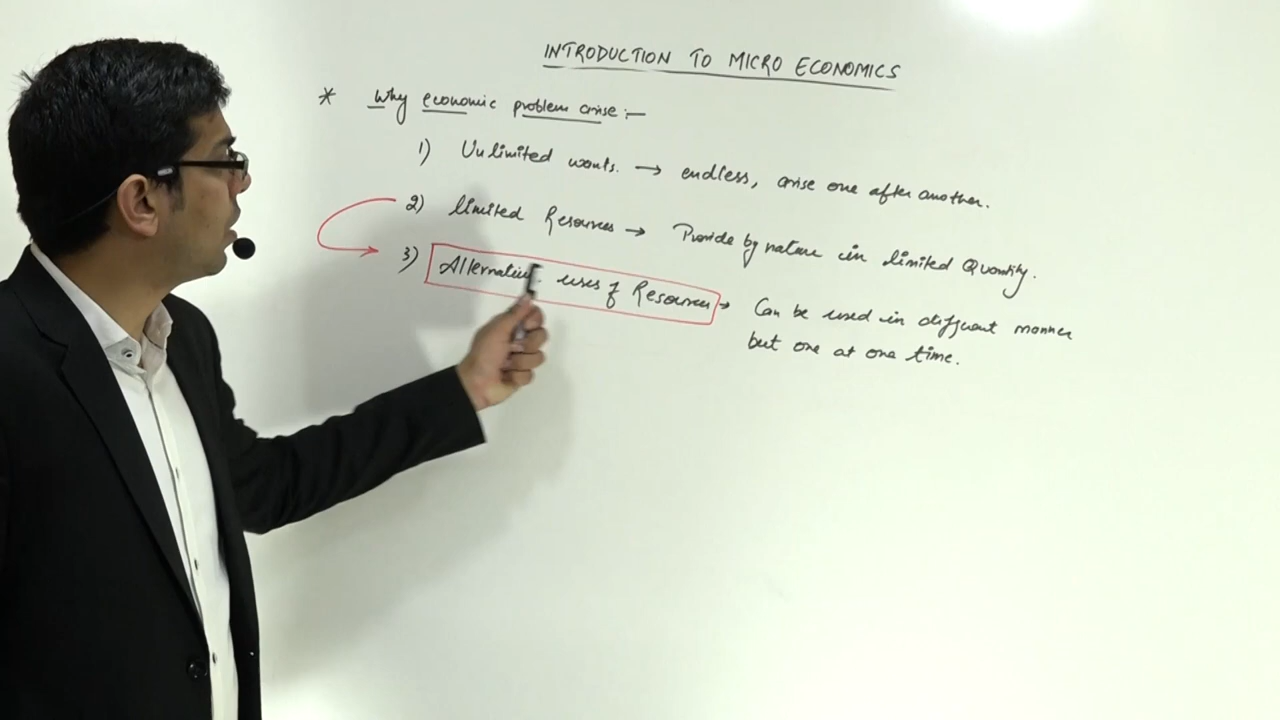 INTRODUCTION TO MICRO ECONOMICS
* Why economic problem arise :-
1) Unlimited wants. → endless, arise one after another.
2) limited Resources → Provide by nature in limited Quantity.
3) Alternative uses of Resources → Can be used in different manner
but one at one time.